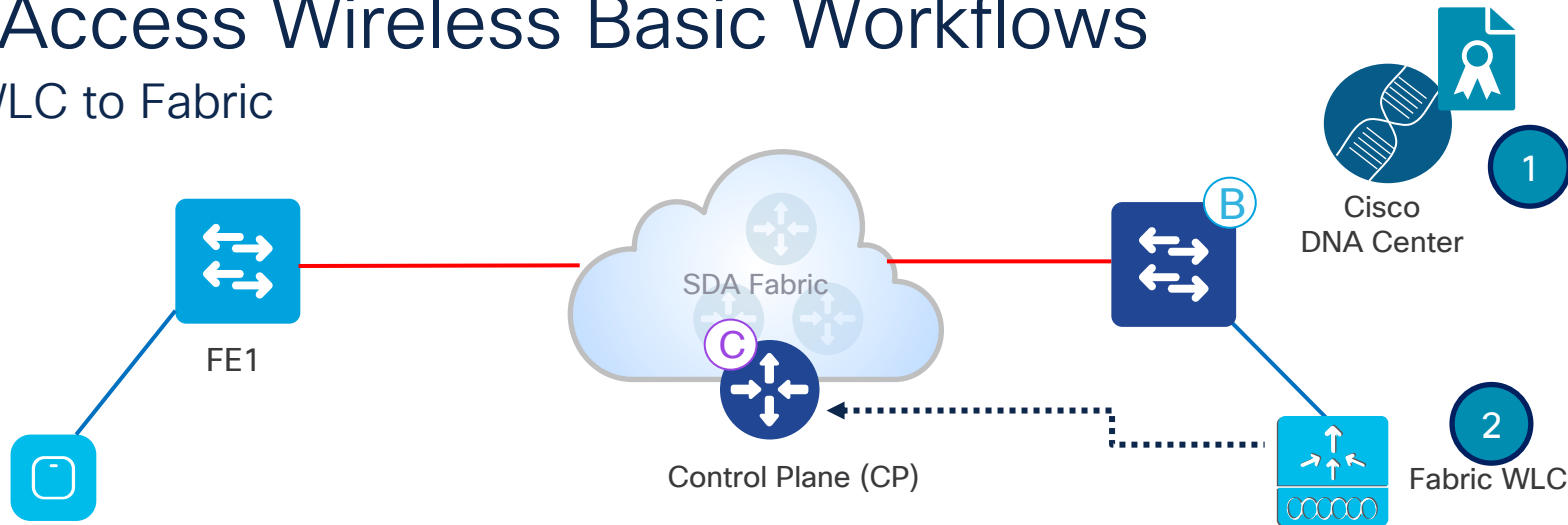 Access Wireless Basic Workflows
WLC to Fabric
1
B
Cisco
DNA Center
SDA Fabric
C
FE1
2
Control Plane (CP)
Fabric WLC